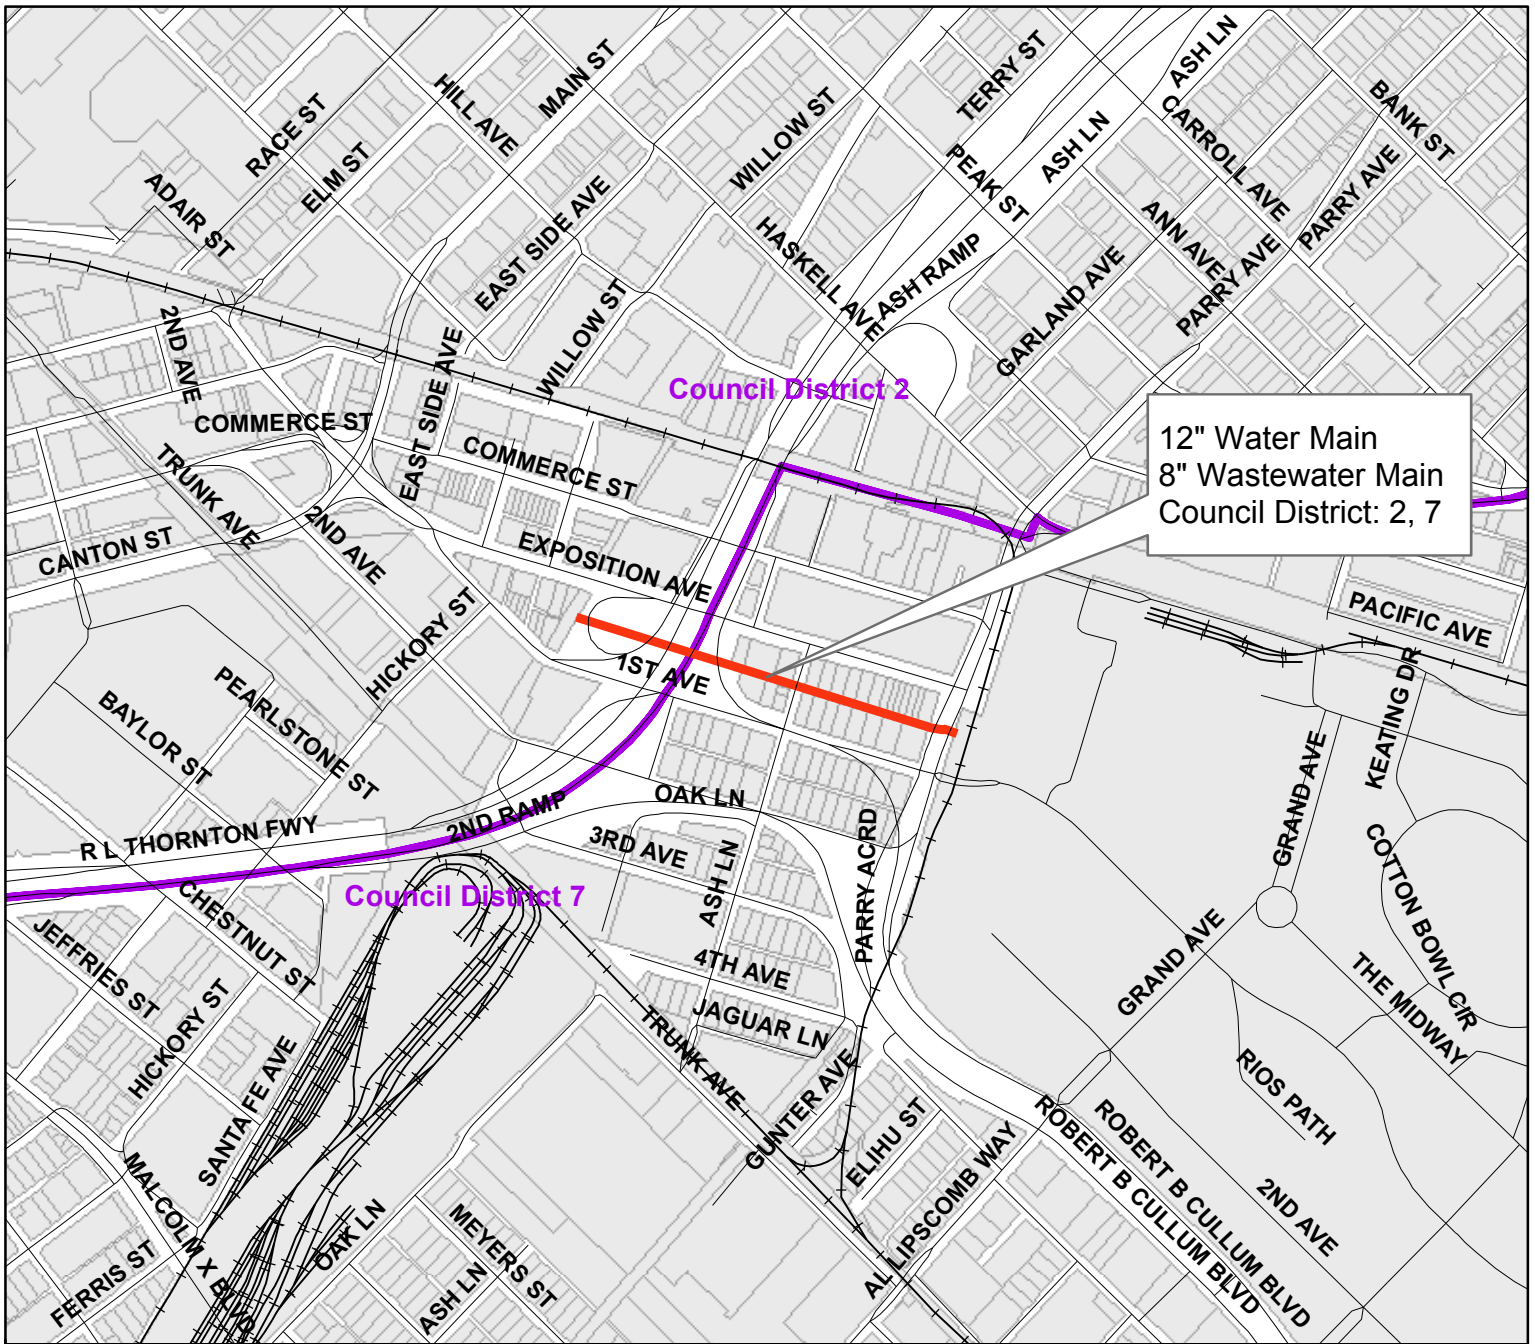 ASH LN
MAIN ST
TERRY ST
HILL AVE
BANK ST
RACE ST
WILLOW ST
CARROLL AVE
ELM ST
ASH LN
PEAK ST
PARRY AVE
ADAIR ST
EAST SIDE AVE
HASKELL AVE
ANN AVE
ASH RAMP
GARLAND AVE
PARRY AVE
2ND AVE
WILLOW ST
EAST SIDE AVE
Council District 2
COMMERCE ST
COMMERCE ST
12" Water Main
8" Wastewater Main
Council District: 2, 7
TRUNK AVE
2ND AVE
CANTON ST
EXPOSITION AVE
HICKORY ST
PACIFIC AVE
1ST AVE
PEARLSTONE ST
BAYLOR ST
KEATING DR
GRAND AVE
OAK LN
2ND RAMP
R L THORNTON FWY
3RD AVE
PARRY ACRD
COTTON BOWL CIR
Council District 7
ASH LN
CHESTNUT ST
JEFFRIES ST
GRAND AVE
4TH AVE
THE MIDWAY
HICKORY ST
JAGUAR LN
TRUNK AVE
SANTA FE AVE
GUNTER AVE
RIOS PATH
ELIHU ST
ROBERT B CULLUM BLVD
ROBERT B CULLUM BLVD
AL LIPSCOMB WAY
2ND AVE
MALCOLM X BLVD
OAK LN
MEYERS ST
FERRIS ST
ASH LN